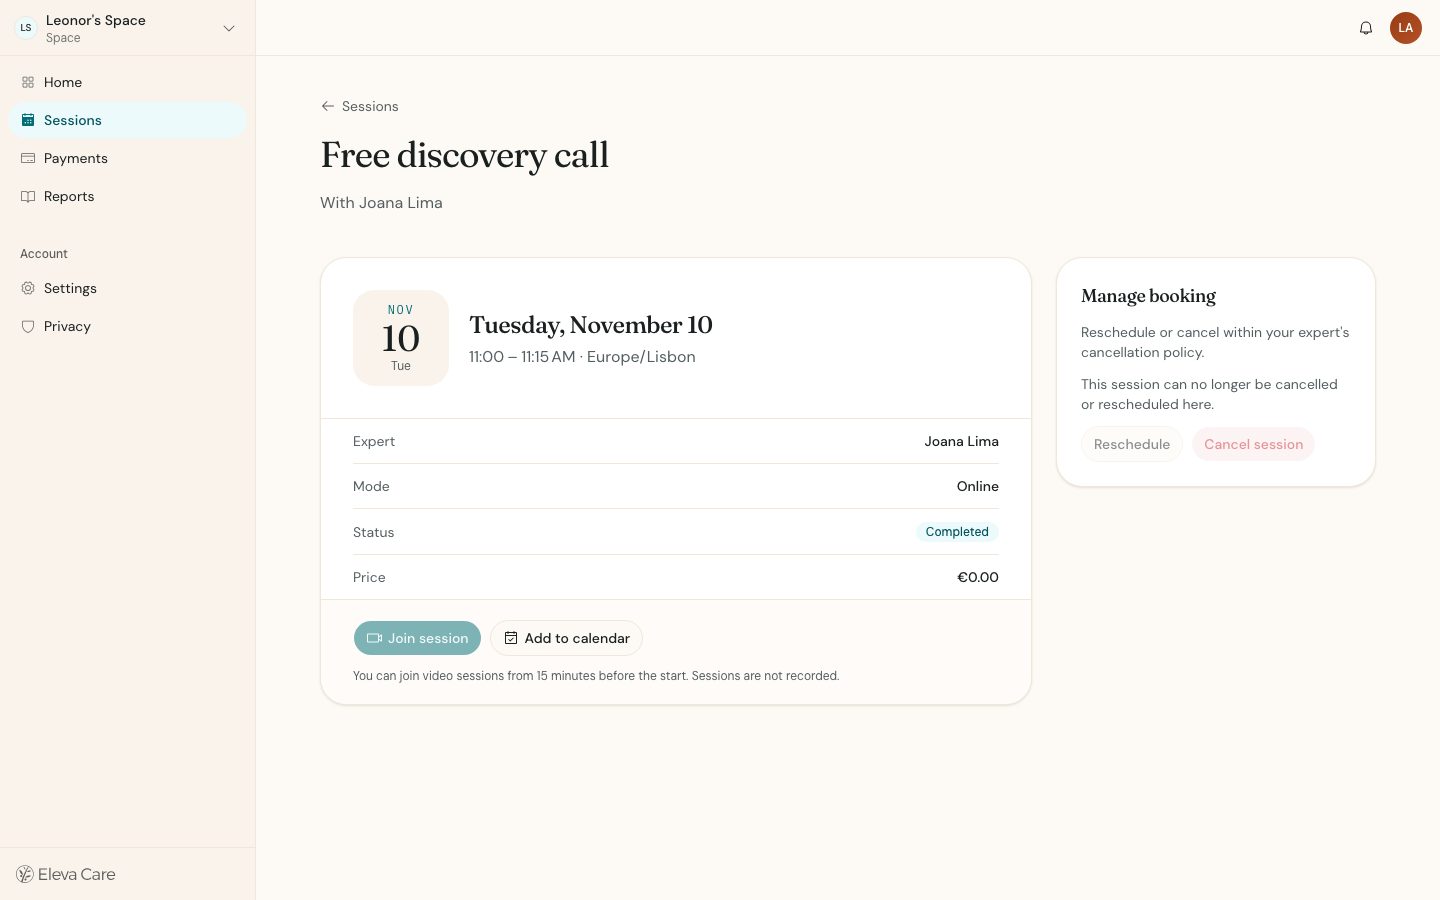 LS
Leonor's Space
Space
LA
Home
Sessions
Payments
Reports
Account
Settings
Privacy
Eleva Care
Sessions
Free discovery call
With Joana Lima
NOV
10
Tue
Tuesday, November 10
11:00 – 11:15 AM · Europe/Lisbon
Expert
Joana Lima
Mode
Online
Status
Completed
Price
€0.00
Join session
Add to calendar
You can join video sessions from 15 minutes before the start. Sessions are not recorded.
Manage booking
Reschedule or cancel within your expert's
cancellation policy.
This session can no longer be cancelled
or rescheduled here.
Reschedule
Cancel session